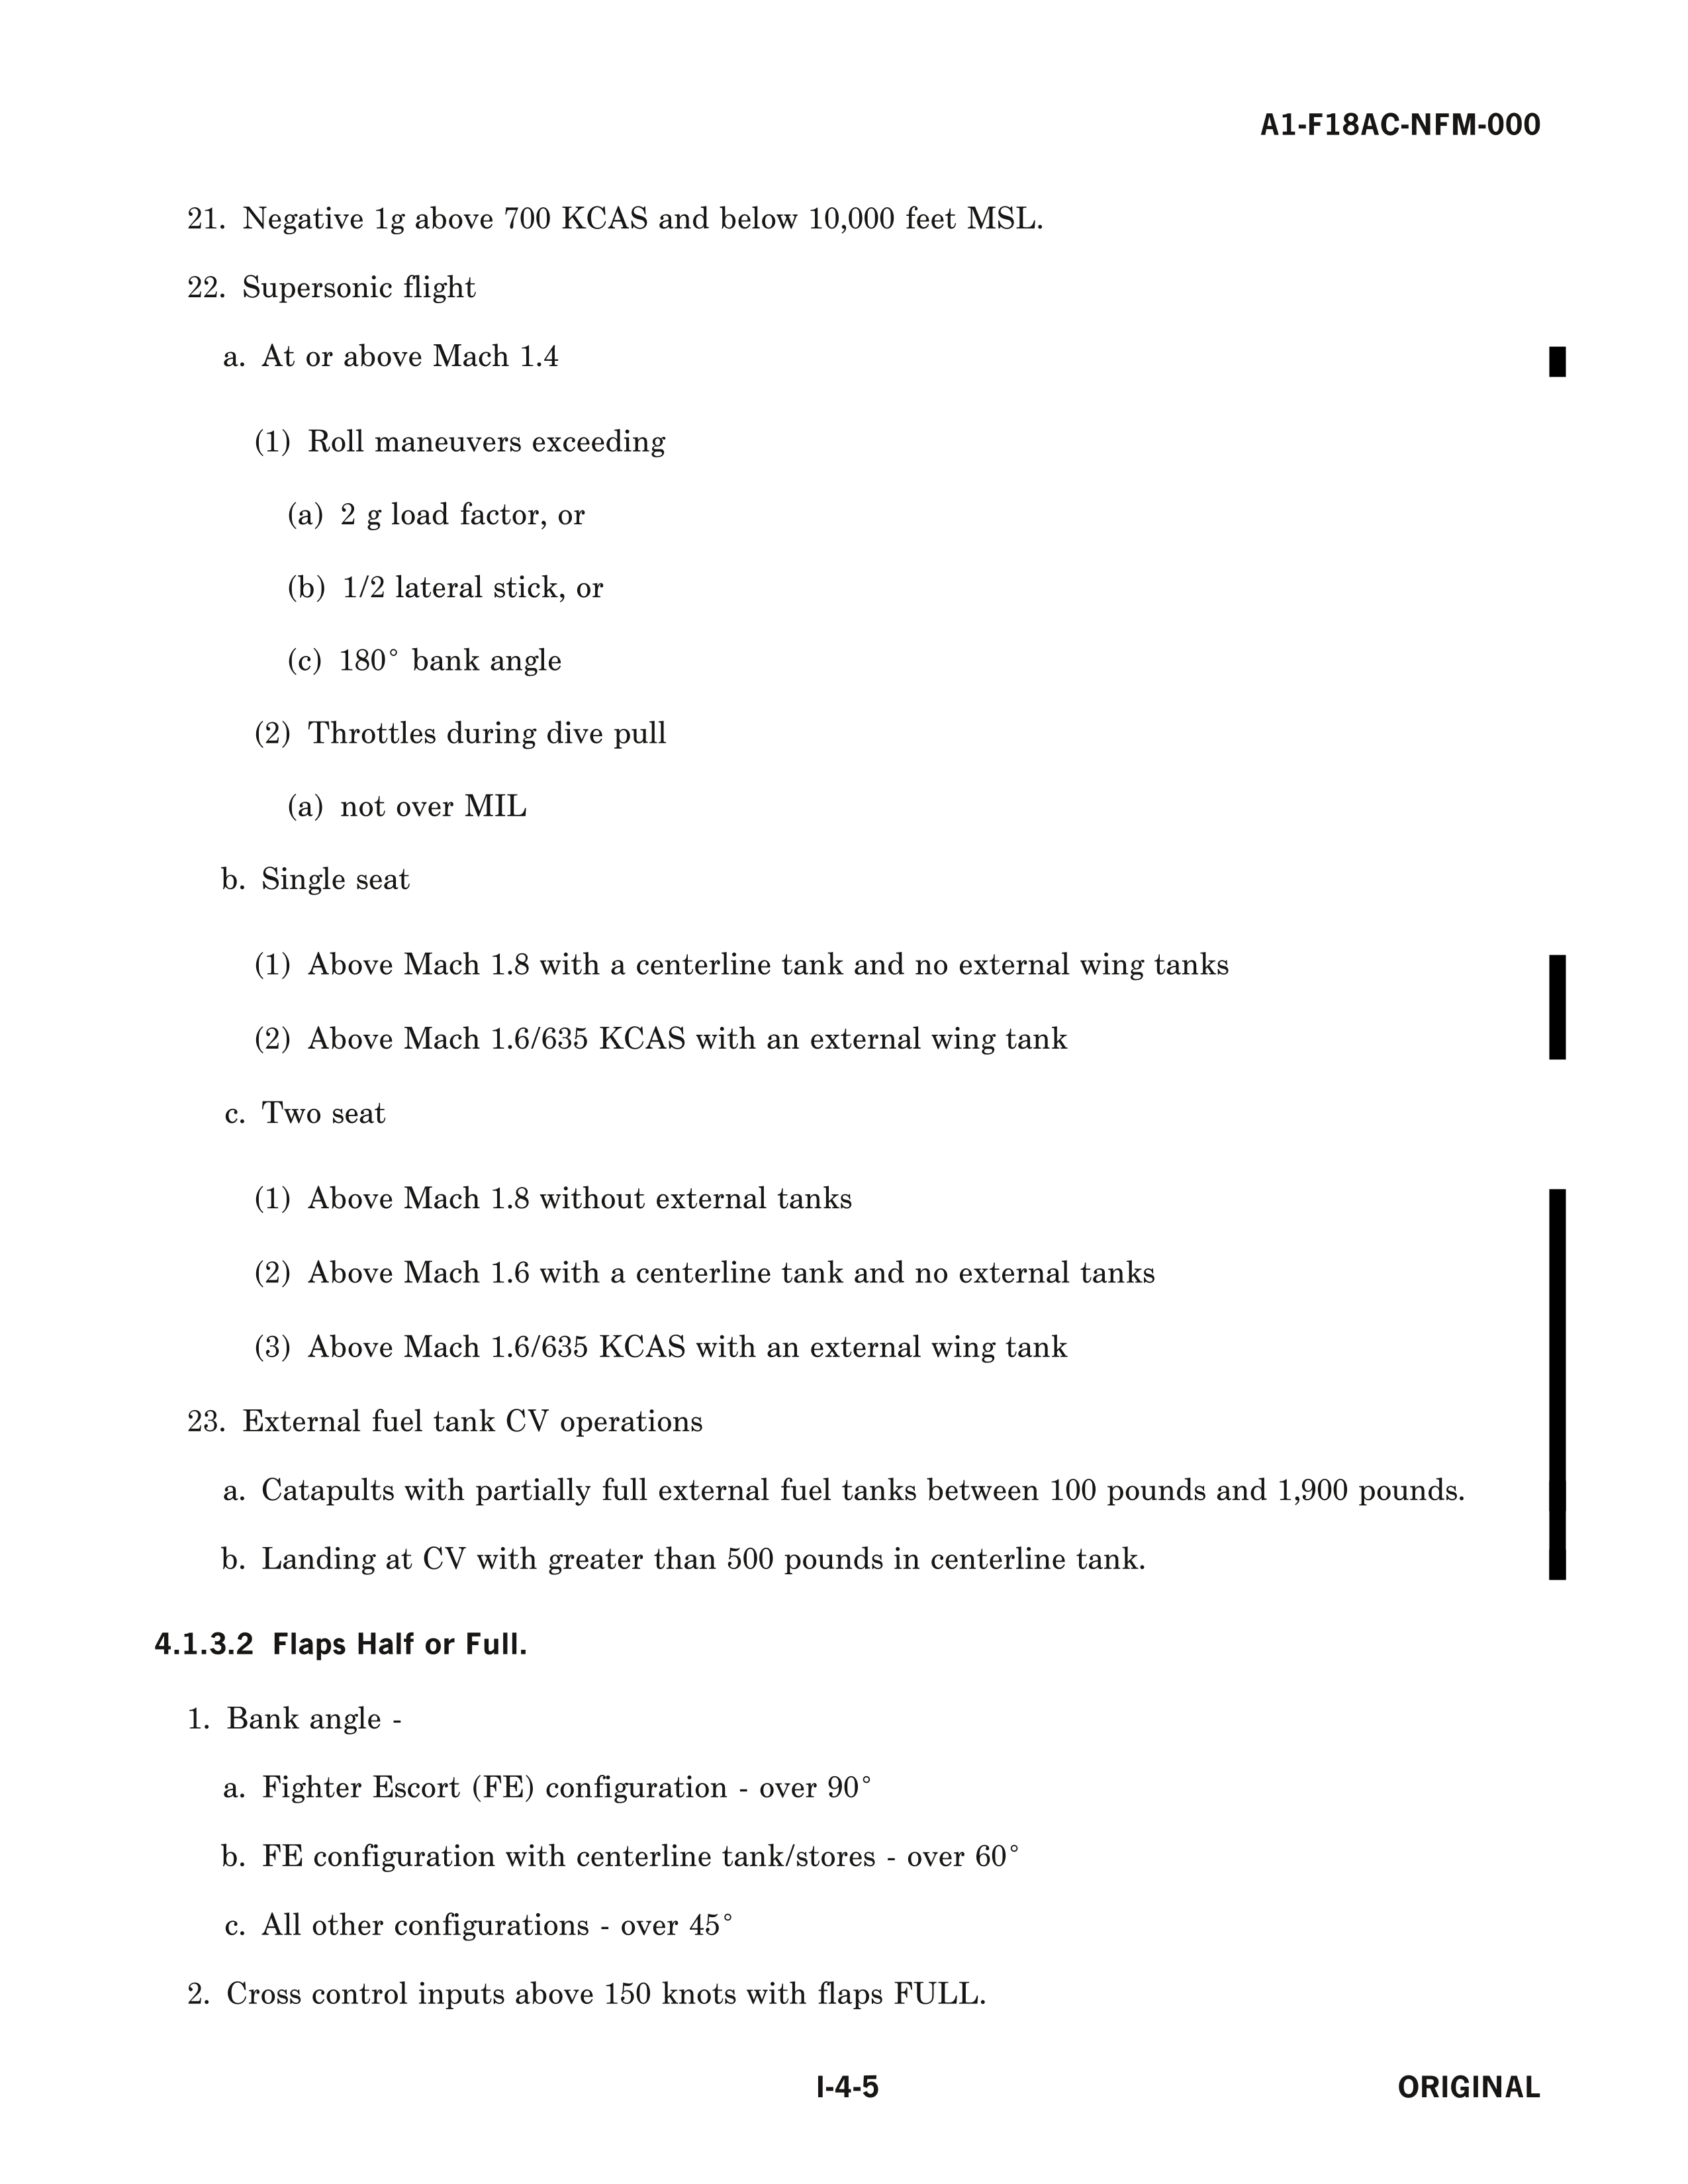 A1-F18AC-NFM-000
21. Negative 1g above 700 KCAS and below 10,000 feet MSL.
22. Supersonic flight
a. At or above Mach 1.4
(1) Roll maneuvers exceeding
(a) 2 g load factor, or
(b) 1/2 lateral stick, or
(c) 180° bank angle
(2) Throttles during dive pull
(a) not over MIL
b. Single seat
(1) Above Mach 1.8 with a centerline tank and no external wing tanks
(2) Above Mach 1.6/635 KCAS with an external wing tank
c. Two seat
(1) Above Mach 1.8 without external tanks
(2) Above Mach 1.6 with a centerline tank and no external tanks
(3) Above Mach 1.6/635 KCAS with an external wing tank
23. External fuel tank CV operations
a. Catapults with partially full external fuel tanks between 100 pounds and 1,900 pounds.
b. Landing at CV with greater than 500 pounds in centerline tank.
4.1.3.2 Flaps Half or Full.
1. Bank angle -
a. Fighter Escort (FE) configuration - over 90°
b. FE configuration with centerline tank/stores - over 60°
c. All other configurations - over 45°
2. Cross control inputs above 150 knots with flaps FULL.
I-4-5
ORIGINAL